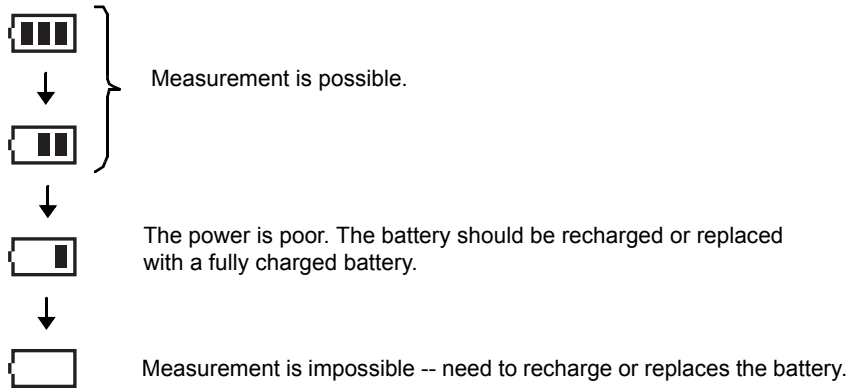 Measurement is possible.
The power is poor. The battery should be recharged or replaced
with a fully charged battery.
Measurement is impossible -- need to recharge or replaces the battery.